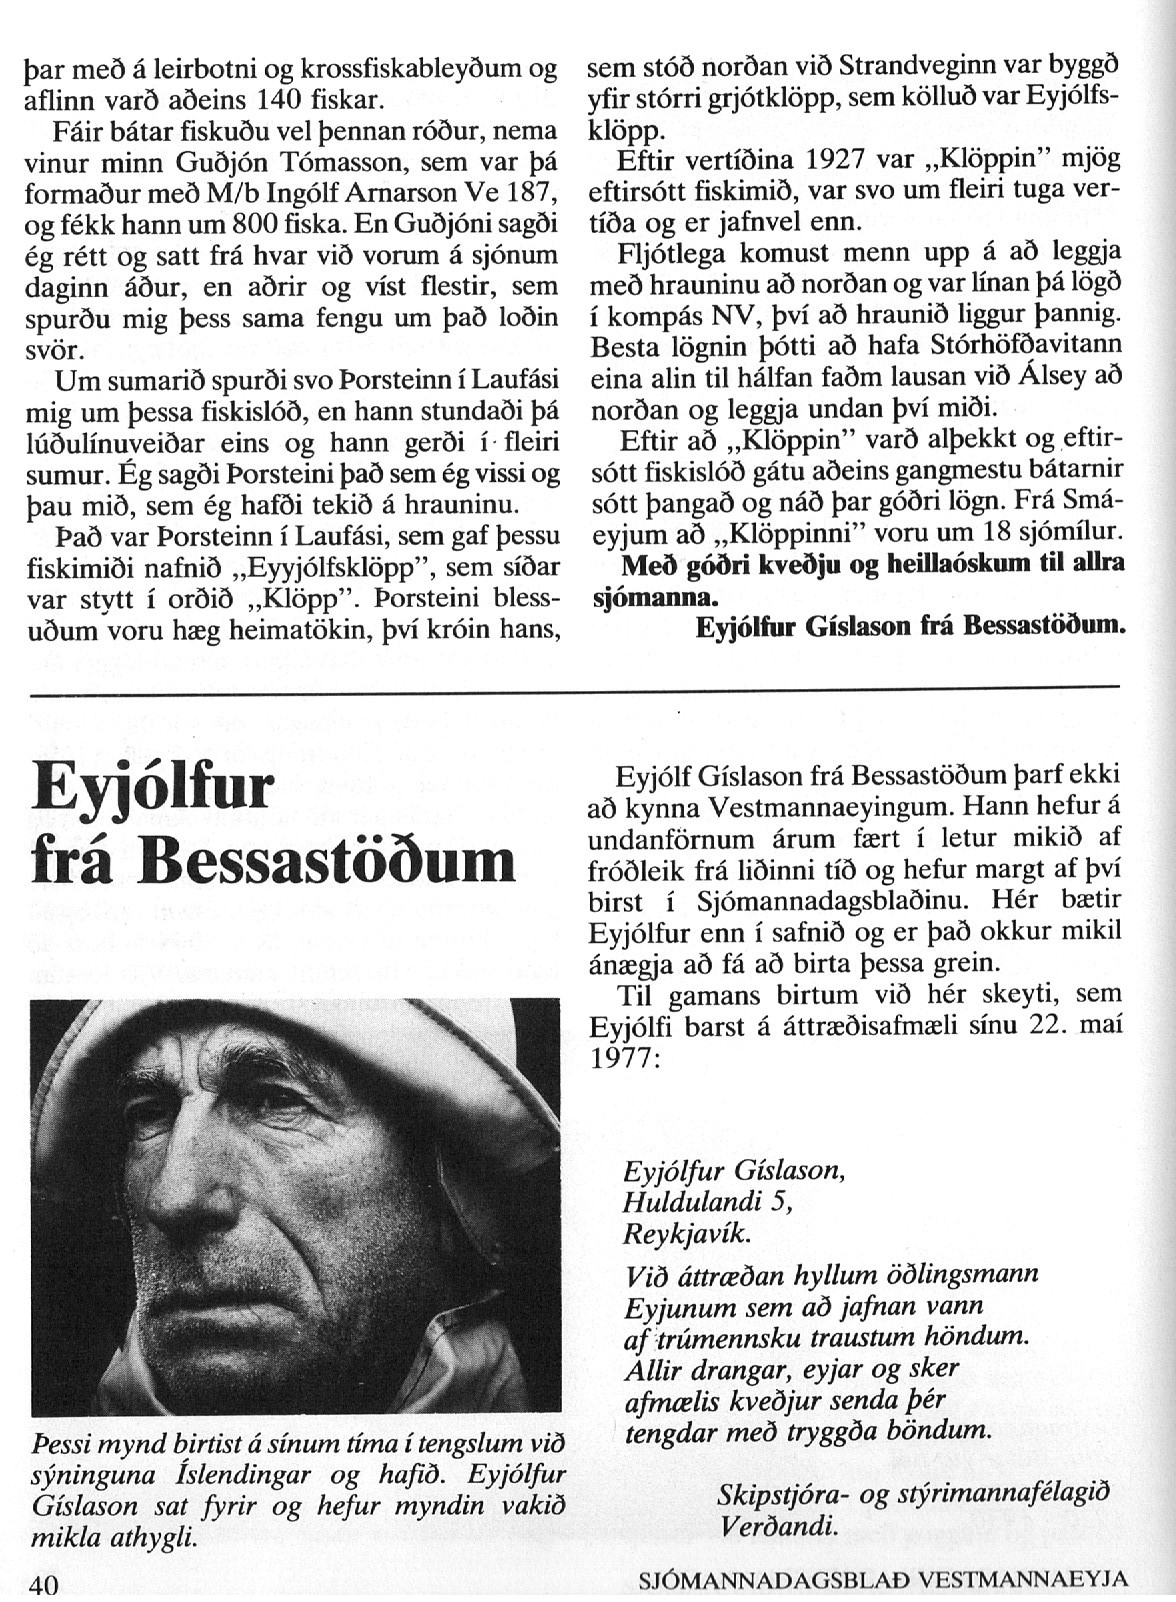 þar með á leirbotni og krossfiskableyðum og
aflinn varð aðeins 140 fiskar.
Fáir bátar fiskuðu vel þennan róður, nema
vinur minn Guðjón Tómasson, sem var þá
formaður með M/b Ingólf Arnarson Ve 187,
og fékk hann um 800 fiska. En Guðjóni sagði
ég rétt og satt frá hvar við vorum á sjónum
daginn áður, en aðrir og víst flestir, sem
spurðu mig þess sama fengu um það loðin
svör.
Um sumarið spurði svo Þorsteinn í Laufási
mig um þessa fiskislóð, en hann stundaði þá
lúðulínuveiðar eins og hann gerði í fleiri
sumur. Ég sagði Þorsteini það sem ég vissi og
þau mið, sem ég hafði tekið á hrauninu.
Það var Þorsteinn í Laufási, sem gaf þessu
fiskimiði nafnið „Eyyjólfsklöpp”, sem síðar
var stytt í orðið „Klöpp”. Þorsteini bless-
uðum voru hæg heimatökin, því króin hans,
sem stóð norðan við Strandveginn var byggð
yfir stórri grjótklöpp, sem kölluð var Eyjólfs-
klöpp.
Eftir vertíðina 1927 var „Klöppin” mjög
eftirsótt fiskimið, var svo um fleiri tuga ver-
tíða og er jafnvel enn.
Fljótlega komust menn upp á að leggja
með hrauninu að norðan og var línan þá lögð
í kompás NV, því að hraunið liggur þannig.
Besta lögnin þótti að hafa Stórhöfðavitann
eina alin til hálfan faðm lausan við Álsey að
norðan og leggja undan því miði.
Eftir að „Klöppin” varð alþekkt og eftir-
sótt fiskislóð gátu aðeins gangmestu bátarnir
sótt þangað og náð þar góðri lögn. Frá Smá-
eyjum að „Klöppinni” voru um 18 sjómílur.
Með góðri kveðju og heillaóskum til allra
sjómanna.
Eyjólfur Gíslason frá Bessastöðum.
Eyjólfur
frá Bessastöðum
Þessi mynd birtist á sínum tíma í tengslum við
sýninguna Íslendingar og hafið. Eyjólfur
Gíslason sat fyrir og hefur myndin vakið
mikla athygli.
Eyjólf Gíslason frá Bessastöðum þarf ekki
að kynna Vestmannaeyingum. Hann hefur á
undanförnum árum fært í letur mikið af
fróðleik frá liðinni tíð og hefur margt af því
birst í Sjómannadagsblaðinu. Hér bætir
Eyjólfur enn í safnið og er það okkur mikil
ánægja að fá að birta þessa grein.
Til gamans birtum við hér skeyti, sem
Eyjólfi barst á áttræðisafmæli sínu 22. maí
1977:
Eyjólfur Gíslason,
Huldulandi 5,
Reykjavík.
Við áttræðan hyllum öðlingsmann
Eyjunum sem að jafnan vann
af trúmennsku traustum höndum.
Allir drangar, eyjar og sker
afmælis kveðjur senda þér
tengdar með tryggða böndum.
Skipstjóra- og stýrimannafélagið
Verðandi.
40
SJÓMANNADAGSBLAÐ VESTMANNAEYJA